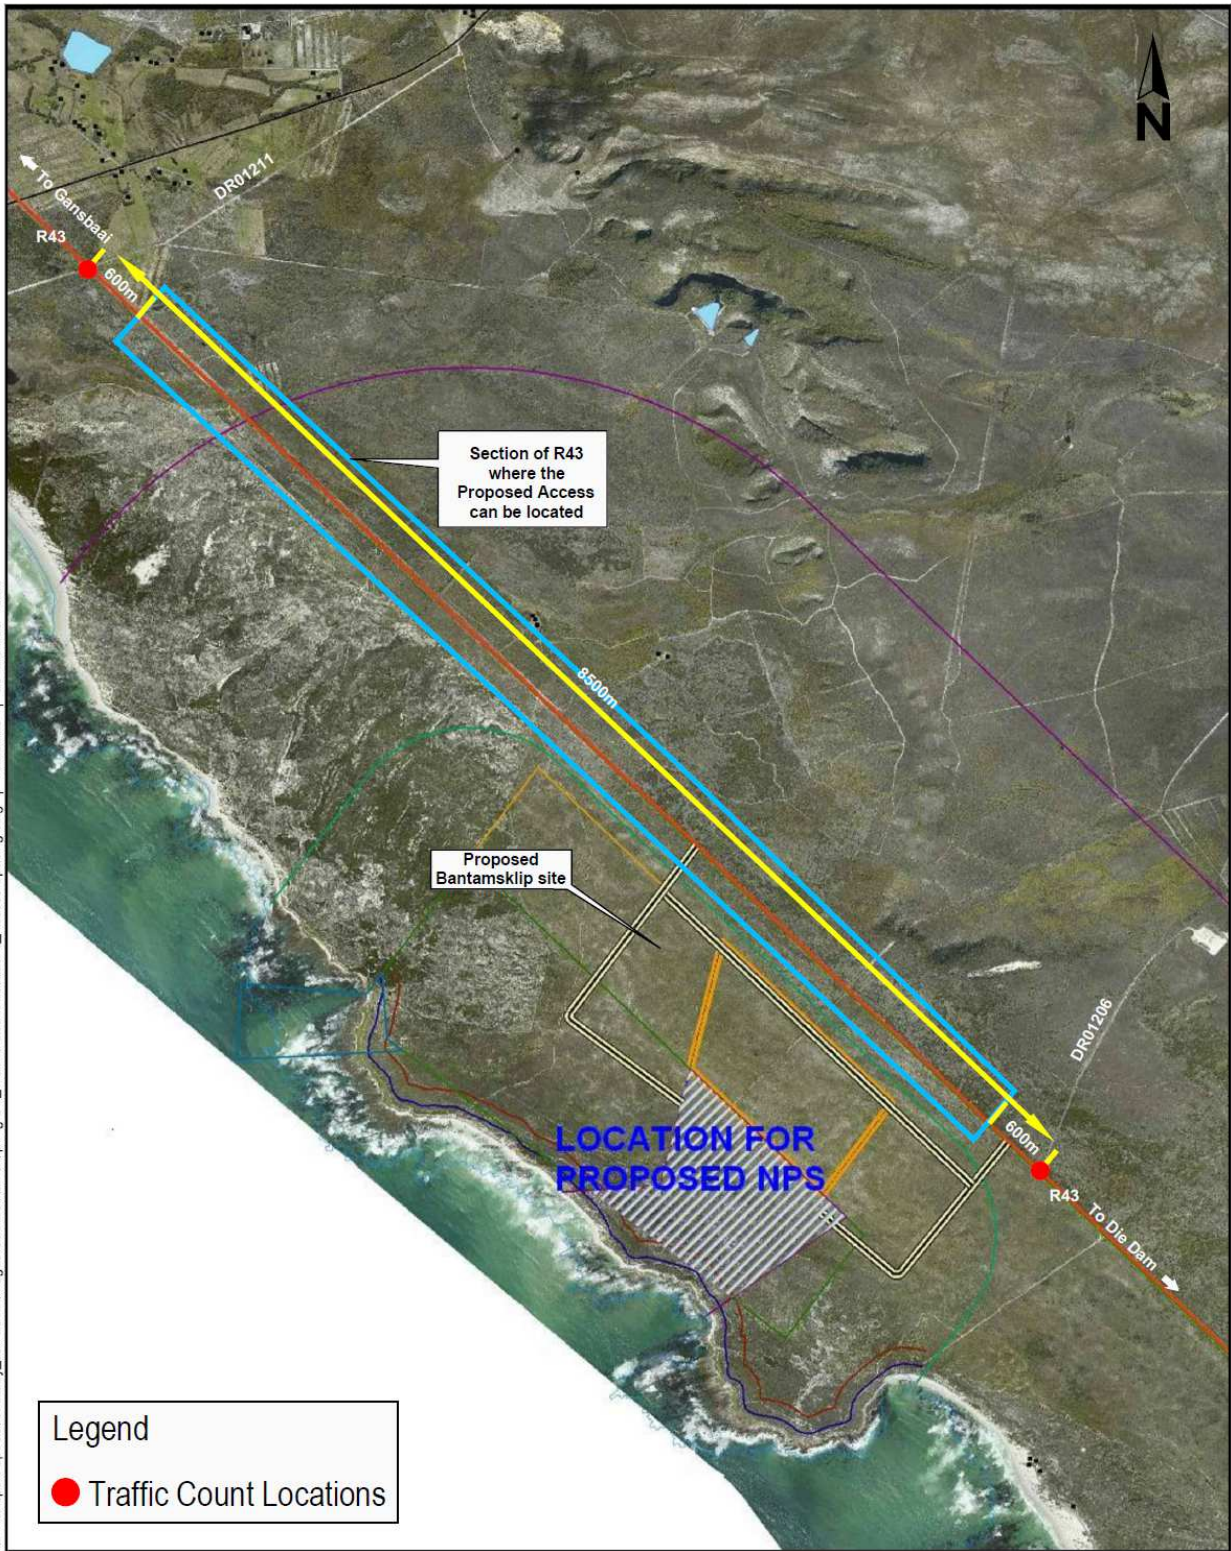 N
DR01211
To Gansbaai
R43
600m
Section of R43
where the
Proposed Access
can be located
8500m
Proposed
Bantamsklip site
DR01206
LOCATION FOR
PROPOSED NPS
600m
R43
To Die Dam
Legend
Traffic Count Locations